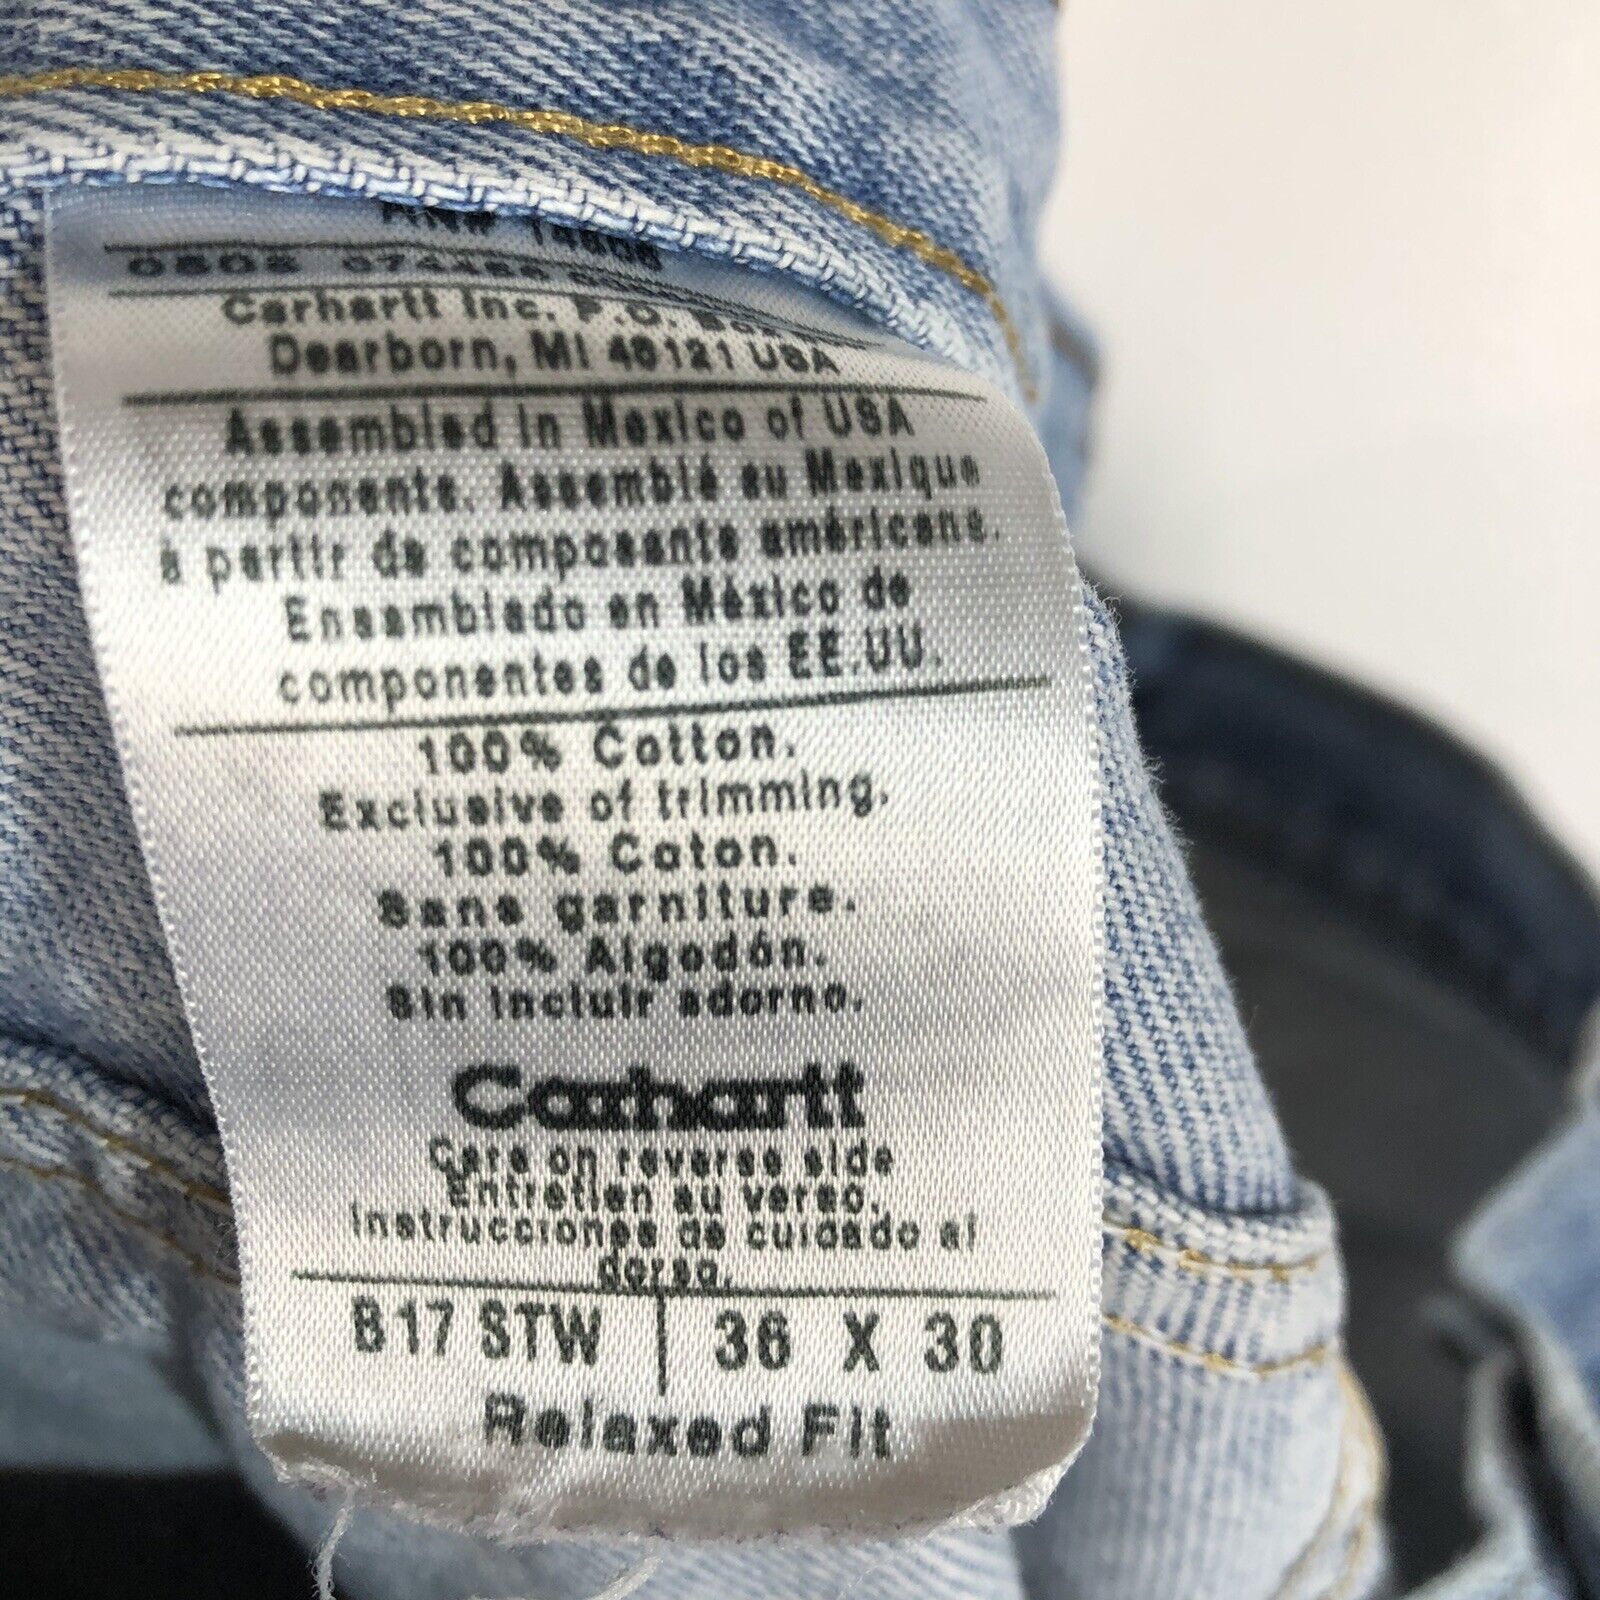 Carhartt Inc. P.O. Box
Dearborn, MI 48121 USA
Assembled in Mexico of USA
components. Assemblé au Mexique
à partir de composants américans.
Ensamblado en México de
componentes de los EE.UU.
100% Cotton.
Exclusive of trimming.
100% Coton.
Sans garniture.
100% Algodón.
Sin incluir adorno.
Carhartt
Care on reverse side
Entretien au verso.
Instrucciones de cuidado al
dorso.
B17 STW | 36 X 30
Relaxed Fit